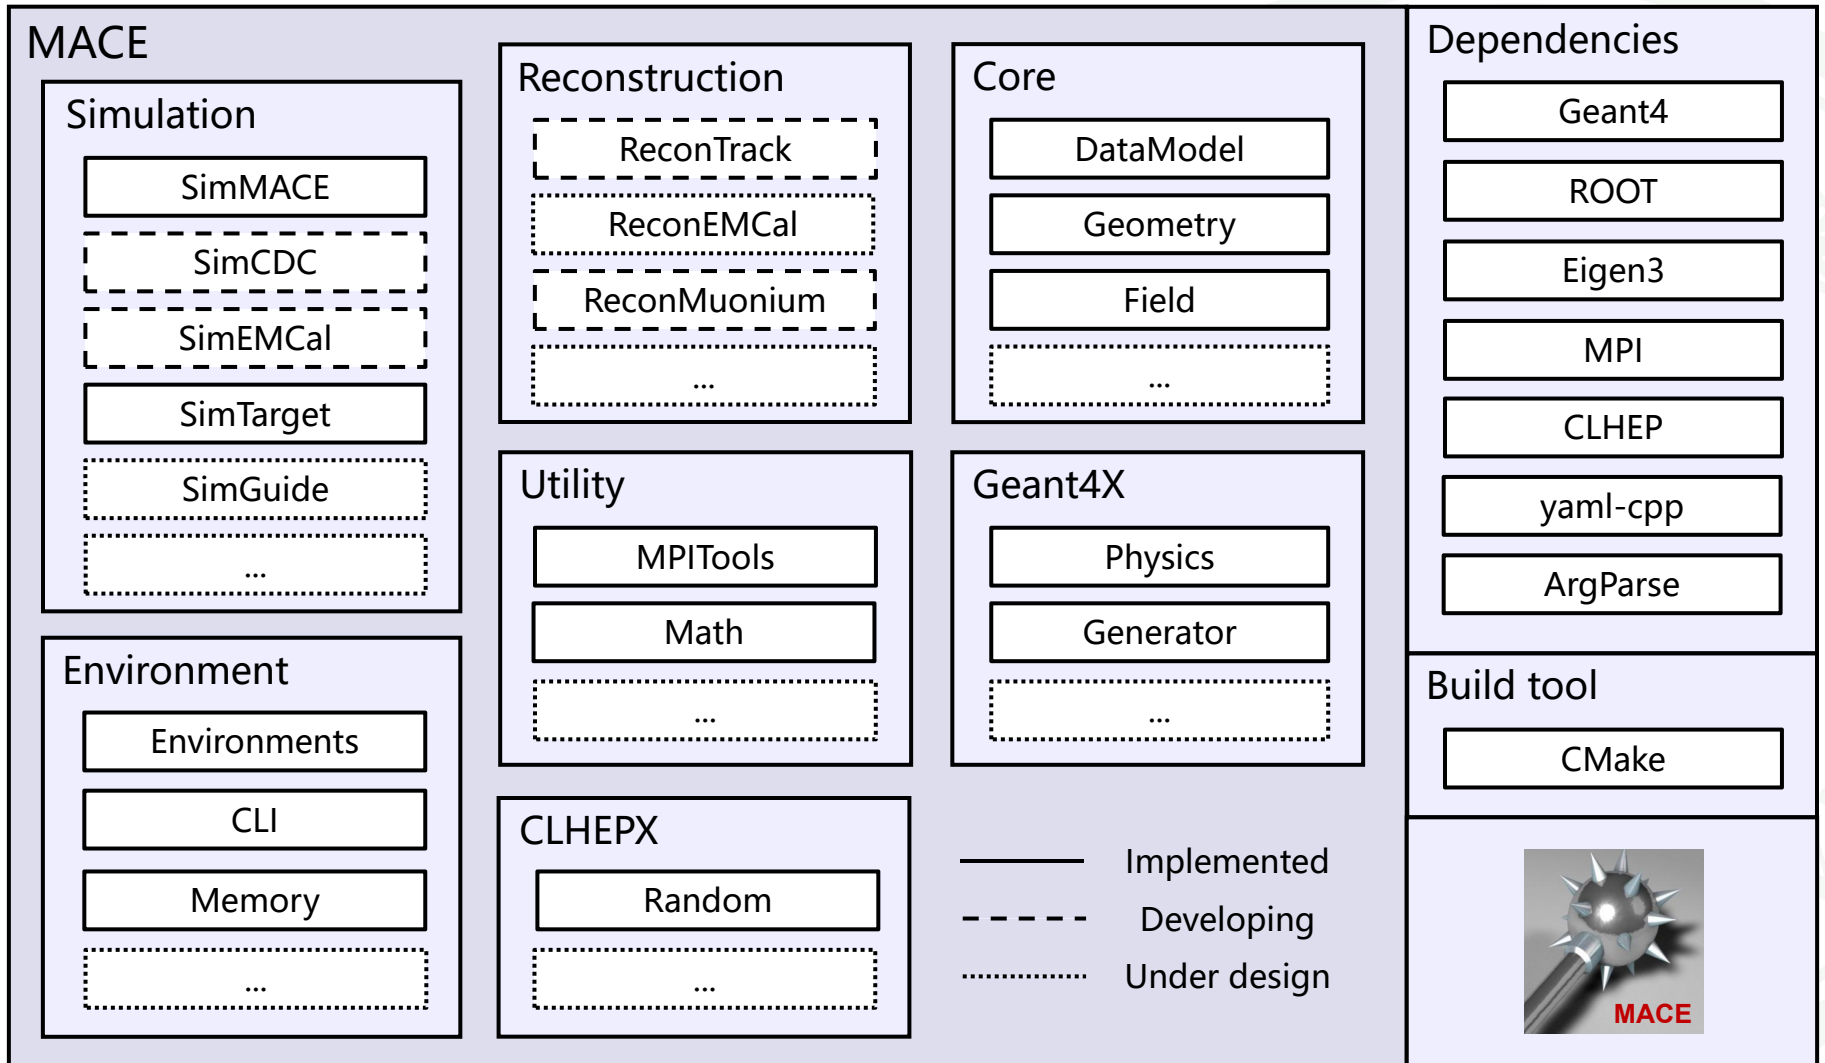 MACE
Simulation
SimMACE
SimCDC
SimEMCal
SimTarget
SimGuide
...
Environment
Environments
CLI
Memory
...
Reconstruction
ReconTrack
ReconEMCal
ReconMuonium
...
Utility
MPITools
Math
...
CLHEPX
Random
...
Core
DataModel
Geometry
Field
...
Geant4X
Physics
Generator
...
Implemented
Developing
Under design
Dependencies
Geant4
ROOT
Eigen3
MPI
CLHEP
yaml-cpp
ArgParse
Build tool
CMake
MACE